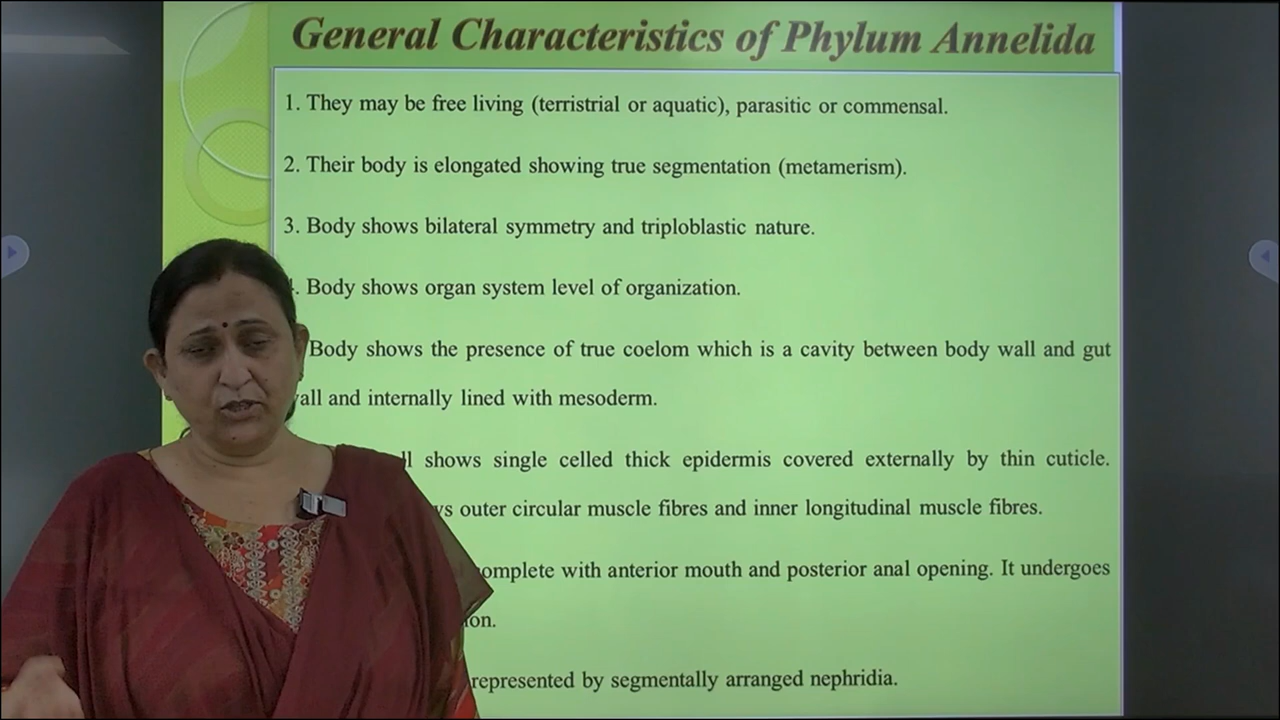 General Characteristics of Phylum Annelida
1. They may be free living (terristrial or aquatic), parasitic or commensal.
2. Their body is elongated showing true segmentation (metamerism).
3. Body shows bilateral symmetry and triploblastic nature.
. Body shows organ system level of organization.
Body shows the presence of true coelom which is a cavity between body wall and gut
wall and internally lined with mesoderm.
shows single celled thick epidermis covered externally by thin cuticle.
outer circular muscle fibres and inner longitudinal muscle fibres.
complete with anterior mouth and posterior anal opening. It undergoes
represented by segmentally arranged nephridia.